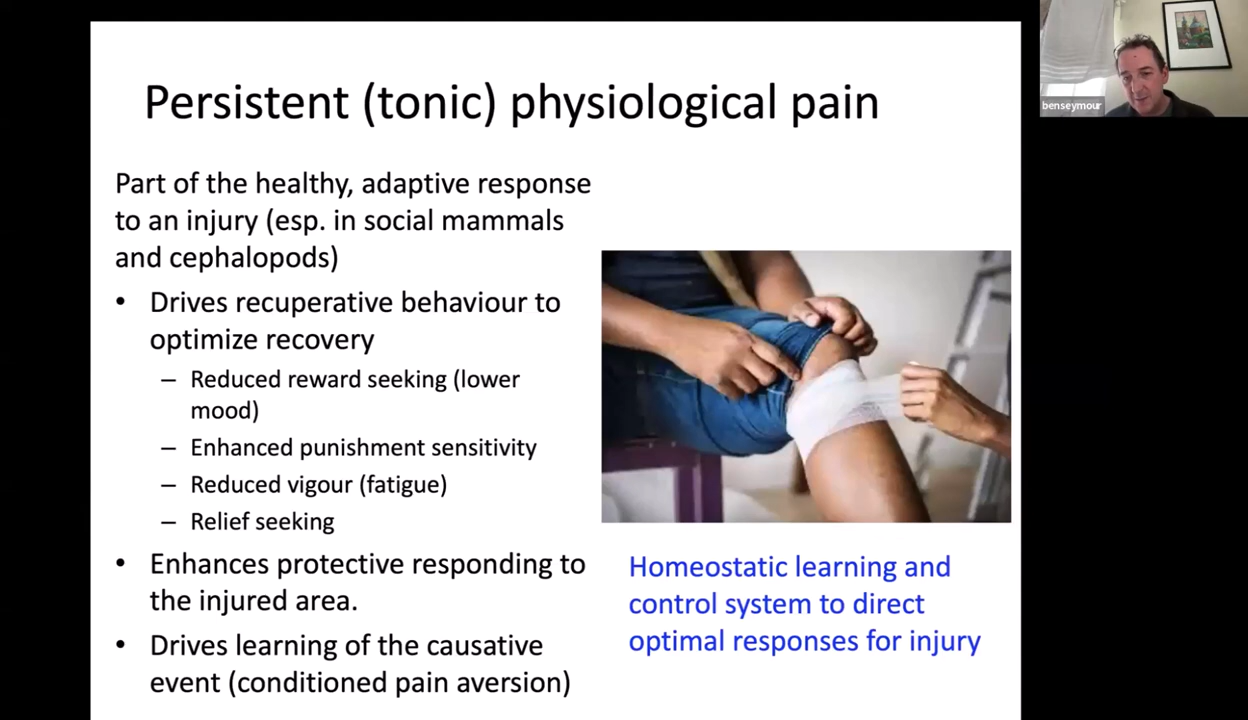 Persistent (tonic) physiological pain
Part of the healthy, adaptive response
to an injury (esp. in social mammals
and cephalopods)
• Drives recuperative behaviour to
optimize recovery
– Reduced reward seeking (lower
mood)
– Enhanced punishment sensitivity
– Reduced vigour (fatigue)
– Relief seeking
• Enhances protective responding to
the injured area.
• Drives learning of the causative
event (conditioned pain aversion)
Homeostatic learning and
control system to direct
optimal responses for injury
benseymour